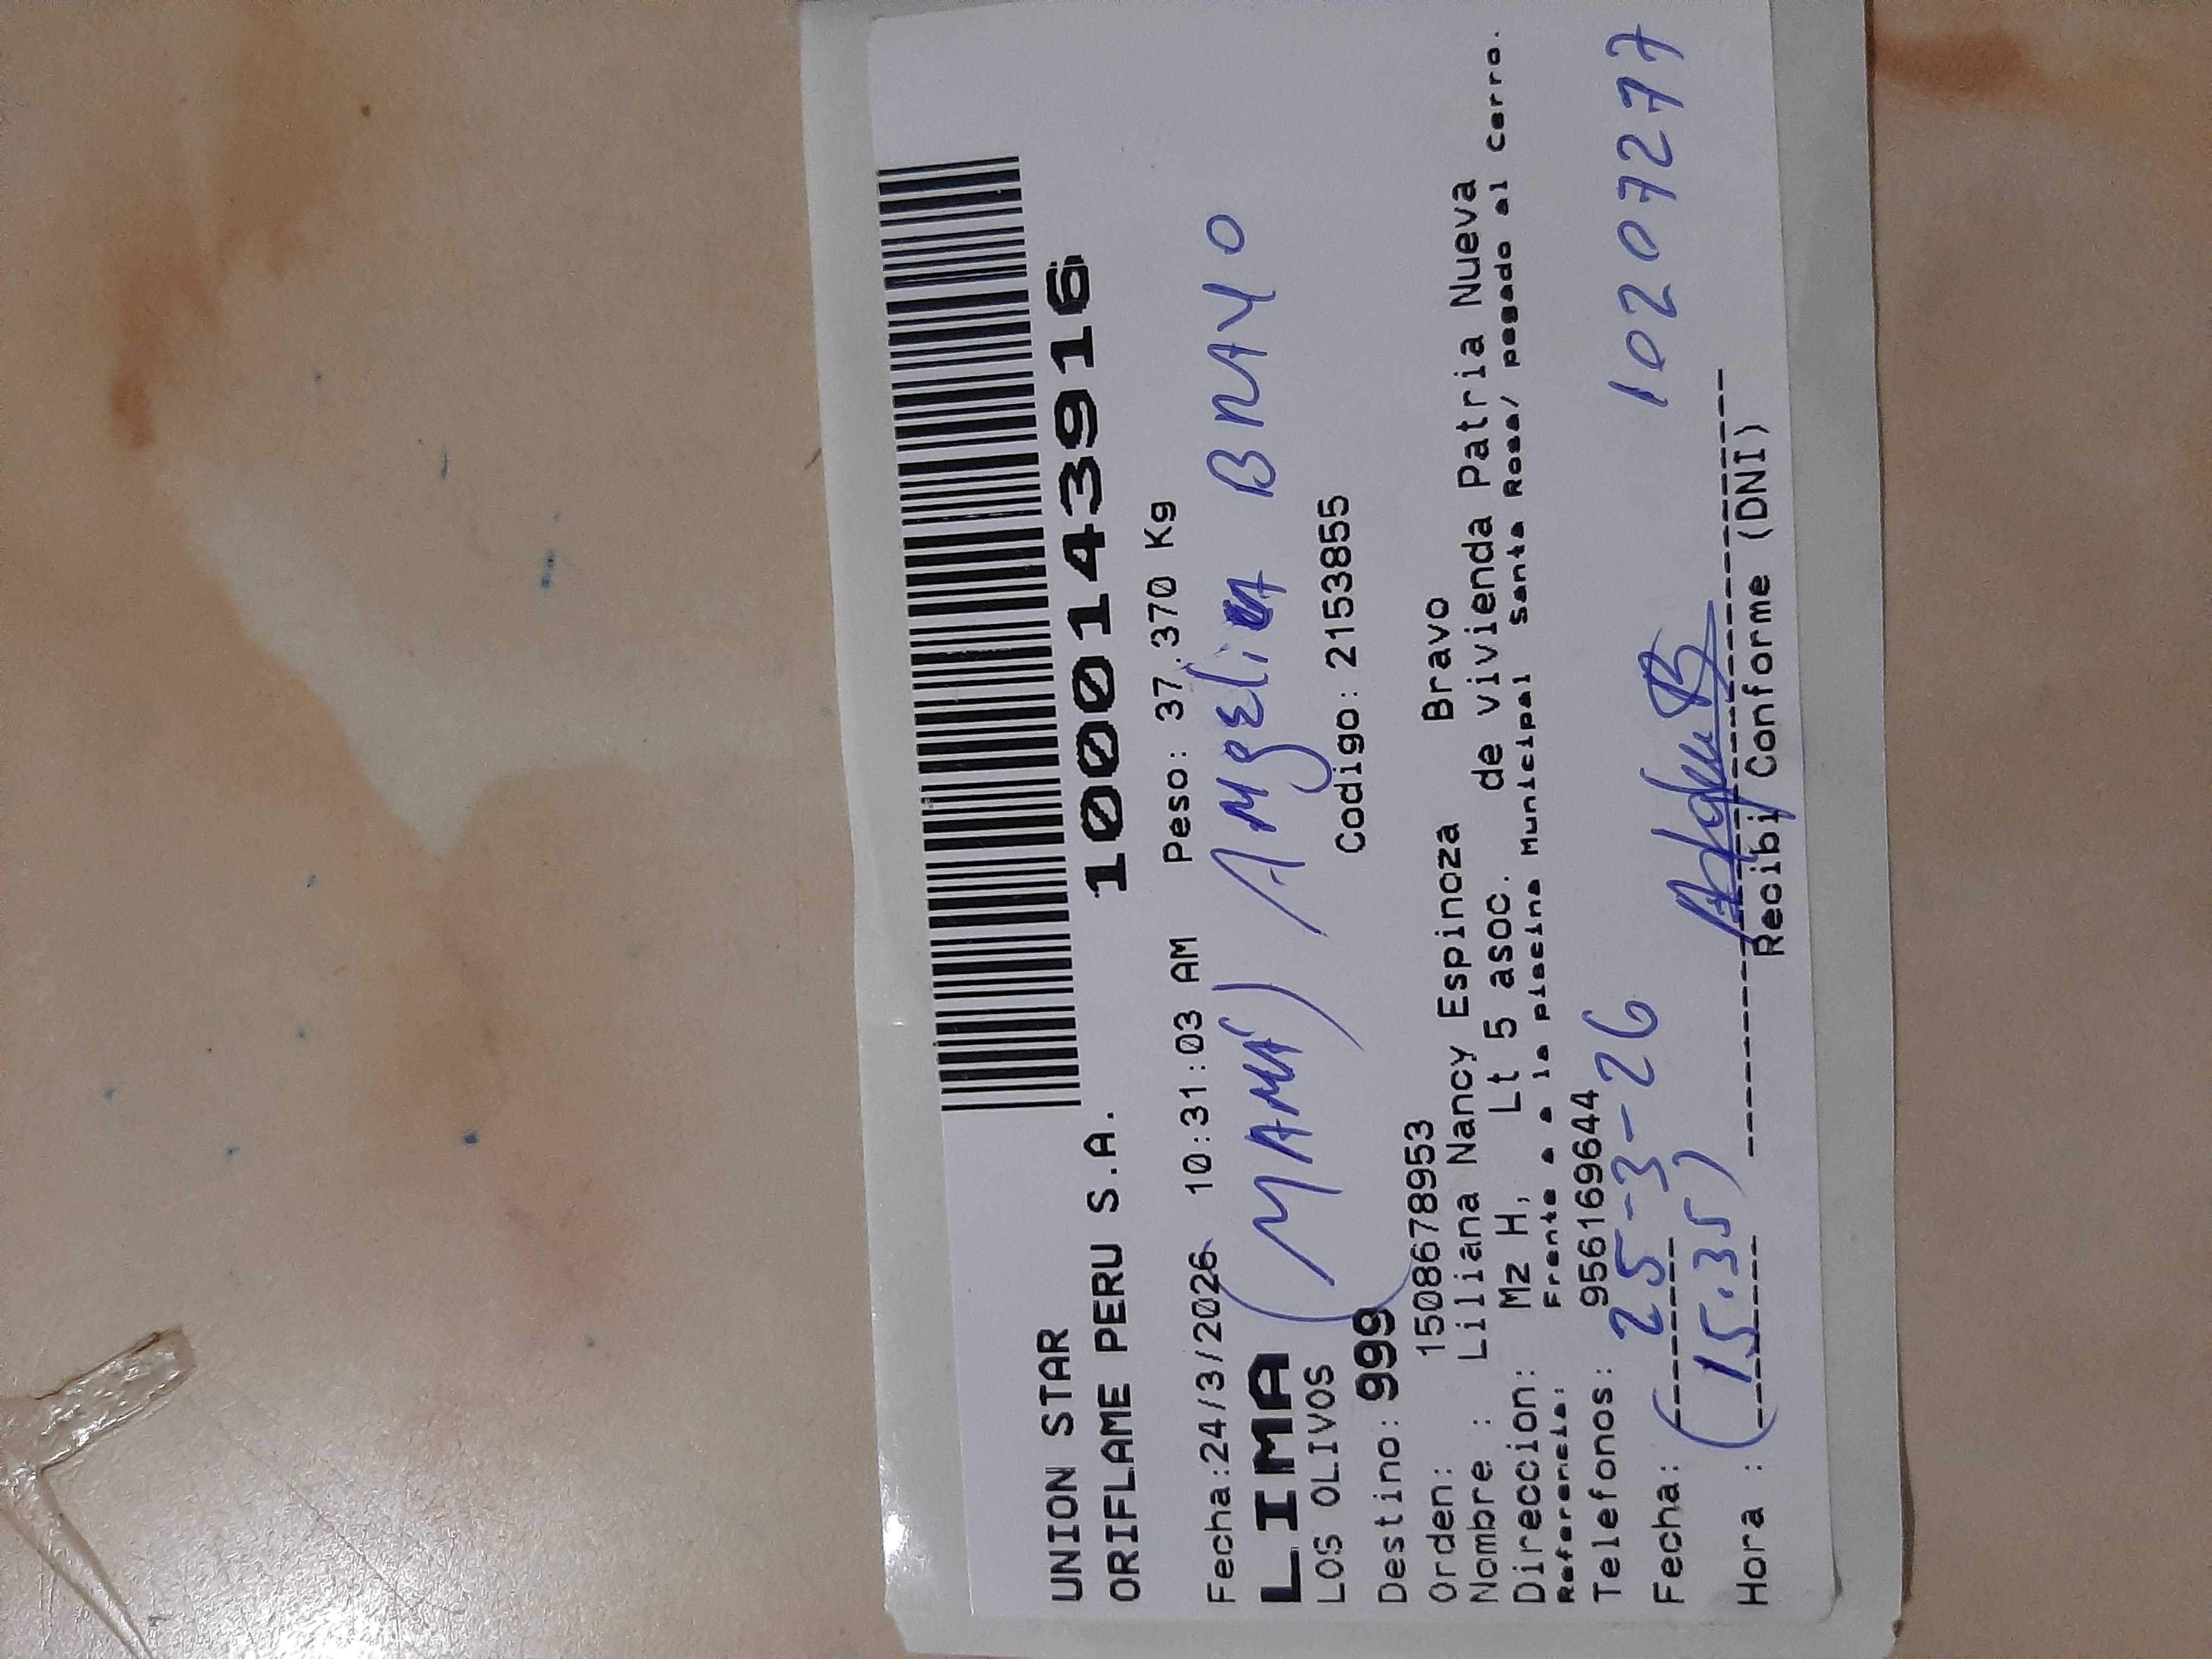 UNION STAR
ORIFLAME PERU S.A. 1000143916
Fecha:24/3/2026 10:31:03 AM Peso: 37.370 Kg
LIMA (MAMÁ) ANgElicA BRAVO
LOS OLIVOS
Destino: 999 Codigo: 2153855
Orden: 1508678953
Nombre : Liliana Nancy Espinoza Bravo
Direccion: Mz H, Lt 5 asoc. de vivienda Patria Nueva
Referencia: Frente a a la piscina Municipal Santa Rosa/ pegado al cerro.
Telefonos: 956169644
Fecha: 25-3-26 10207277
Hora : (15.35)
Recibi Conforme (DNI)